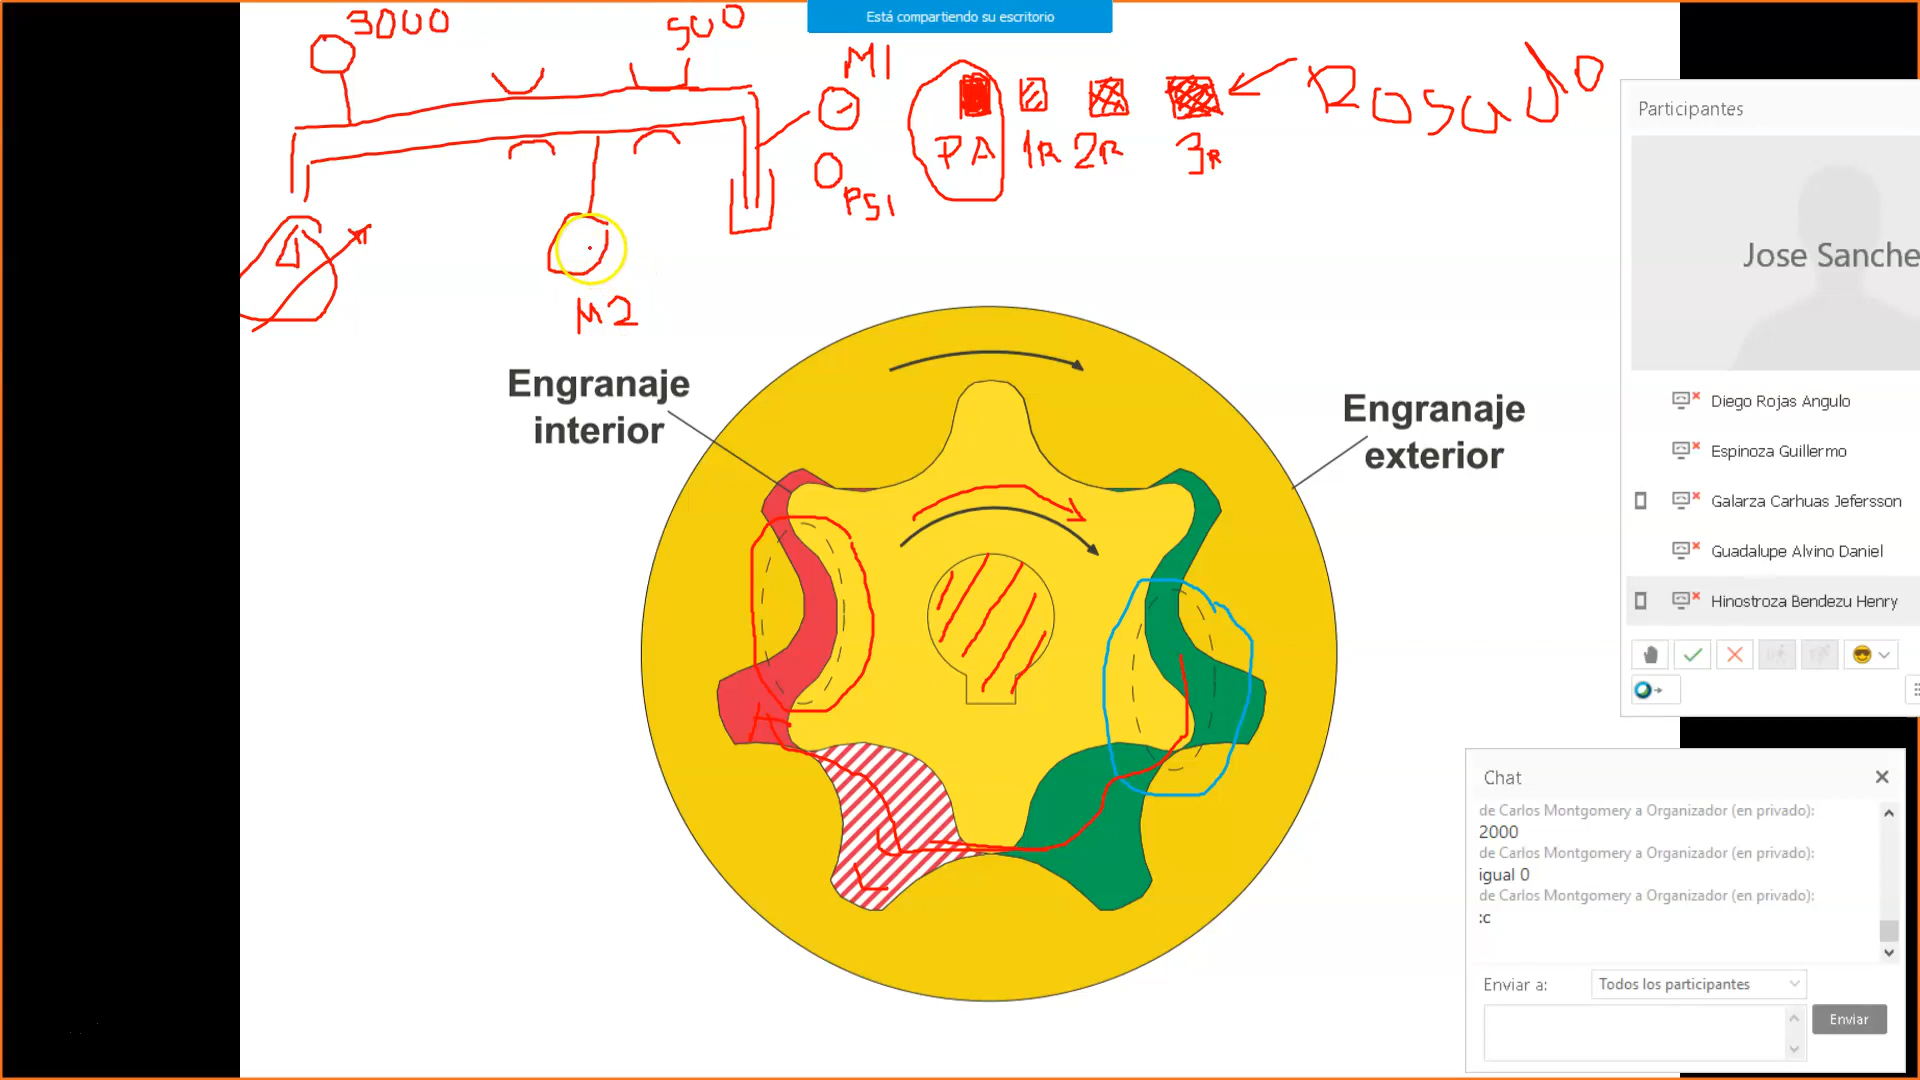 Está compartiendo su escritorio
3000
500
M1
PSI
PA 1R 2R 3R
Rosado
M2
Engranaje
interior
Engranaje
exterior
Participantes
Jose Sanche
Diego Rojas Angulo
Espinoza Guillermo
Galarza Carhuas Jefersson
Guadalupe Alvino Daniel
Hinostroza Bendezu Henry
Chat
de Carlos Montgomery a Organizador (en privado):
2000
de Carlos Montgomery a Organizador (en privado):
igual 0
de Carlos Montgomery a Organizador (en privado):
:c
Enviar a:
Todos los participantes
Enviar